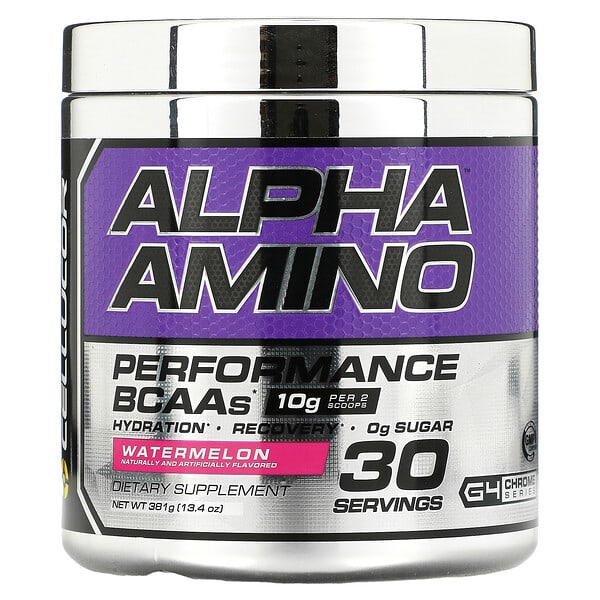 CELLUCOR
ALPHA™
AMINO
PERFORMANCE
BCAAs* 10g PER 2 SCOOPS
HYDRATION* • RECOVERY* • 0g SUGAR
WATERMELON
NATURALLY AND ARTIFICIALLY FLAVORED
30
SERVINGS
DIETARY SUPPLEMENT
NET WT 381g (13.4 oz)
G4 CHROME SERIES